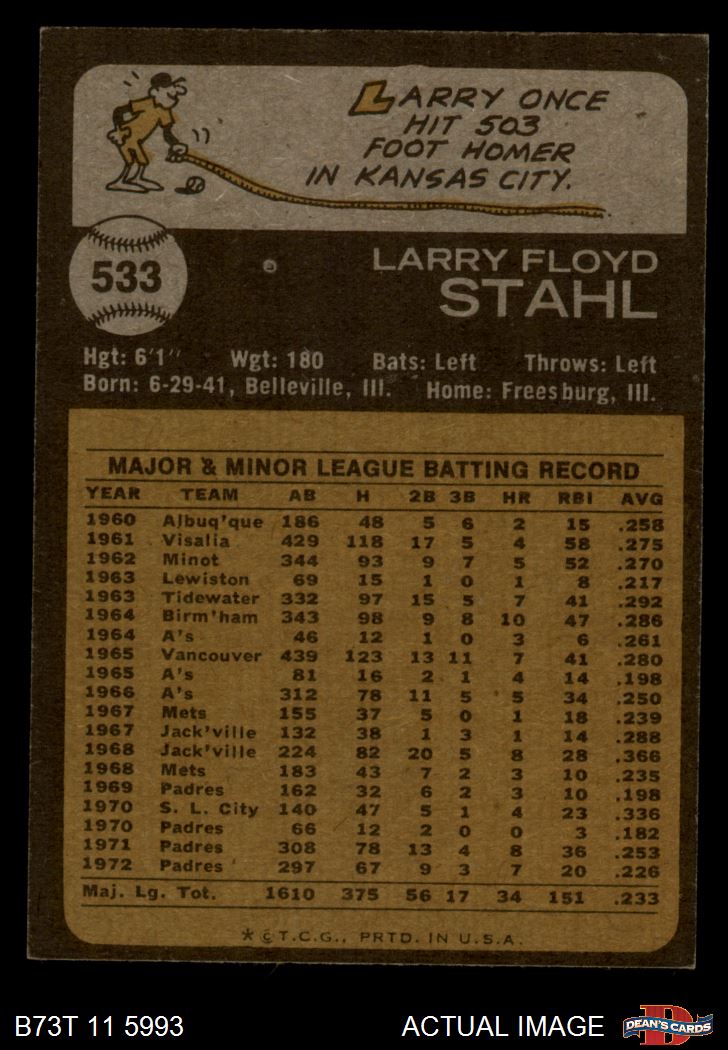 LARRY ONCE
HIT 503
FOOT HOMER
IN KANSAS CITY.
533
LARRY FLOYD
STAHL
Hgt: 6'1" Wgt: 180 Bats: Left Throws: Left
Born: 6-29-41, Belleville, Ill. Home: Freesburg, Ill.
MAJOR & MINOR LEAGUE BATTING RECORD
YEAR TEAM AB H 2B 3B HR RBI AVG
1960 Albuq'que 186 48 5 6 2 15 .258
1961 Visalia 429 118 17 5 4 58 .275
1962 Minot 344 93 9 7 5 52 .270
1963 Lewiston 69 15 1 0 1 8 .217
1963 Tidewater 332 97 15 5 7 41 .292
1964 Birm'ham 343 98 9 8 10 47 .286
1964 A's 46 12 1 0 3 6 .261
1965 Vancouver 439 123 13 11 7 41 .280
1965 A's 81 16 2 1 4 14 .198
1966 A's 312 78 11 5 5 34 .250
1967 Mets 155 37 5 0 1 18 .239
1967 Jack'ville 132 38 1 3 1 14 .288
1968 Jack'ville 224 82 20 5 8 28 .366
1968 Mets 183 43 7 2 3 10 .235
1969 Padres 162 32 6 2 3 10 .198
1970 S. L. City 140 47 5 1 4 23 .336
1970 Padres 66 12 2 0 0 3 .182
1971 Padres 308 78 13 4 8 36 .253
1972 Padres 297 67 9 3 7 20 .226
Maj. Lg. Tot. 1610 375 56 17 34 151 .233
*©T.C.G., PRTD. IN U.S.A.
B73T 11 5993 ACTUAL IMAGE
D
DEAN'S CARDS